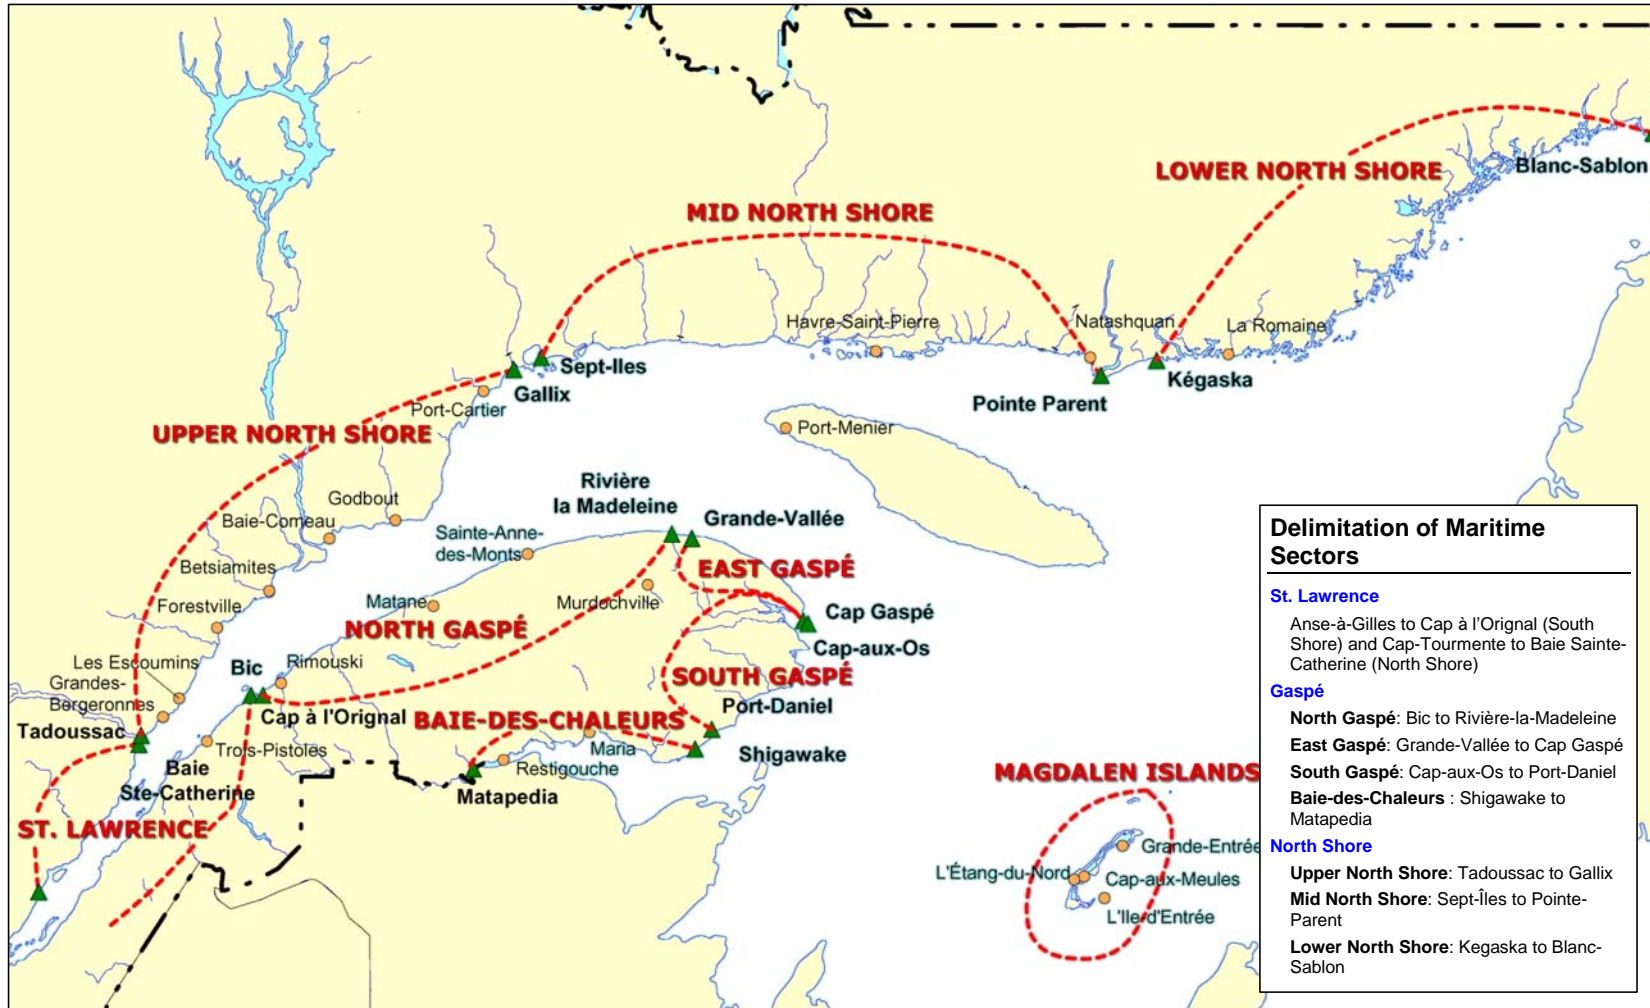 LOWER NORTH SHORE
Blanc-Sablon
MID NORTH SHORE
Havre-Saint-Pierre
Natashquan
La Romaine
Sept-Iles
Gallix
Port-Cartier
Kégaska
Pointe Parent
UPPER NORTH SHORE
Port-Menier
Rivière
la Madeleine
Grande-Vallée
Godbout
Baie-Comeau
Sainte-Anne-
des-Monts
EAST GASPÉ
Betsiamites
Forestville
Matane
Murdochville
Cap Gaspé
NORTH GASPÉ
Cap-aux-Os
Les Escoumins
Bic
Rimouski
Grandes-
Bergeronnes
SOUTH GASPÉ
Cap à l'Orignal
BAIE-DES-CHALEURS
Port-Daniel
Tadoussac
Trois-Pistoles
Maria
Shigawake
Baie
Ste-Catherine
Restigouche
Matapedia
MAGDALEN ISLANDS
ST. LAWRENCE
Grande-Entrée
L'Étang-du-Nord
Cap-aux-Meules
L'Ile-d'Entrée
Delimitation of Maritime
Sectors
St. Lawrence
Anse-à-Gilles to Cap à l'Orignal (South
Shore) and Cap-Tourmente to Baie Sainte-
Catherine (North Shore)
Gaspé
North Gaspé: Bic to Rivière-la-Madeleine
East Gaspé: Grande-Vallée to Cap Gaspé
South Gaspé: Cap-aux-Os to Port-Daniel
Baie-des-Chaleurs : Shigawake to
Matapedia
North Shore
Upper North Shore: Tadoussac to Gallix
Mid North Shore: Sept-Îles to Pointe-
Parent
Lower North Shore: Kegaska to Blanc-
Sablon